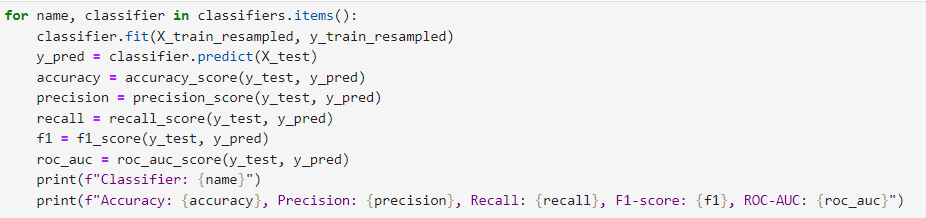 for name, classifier in classifiers.items():
    classifier.fit(X_train_resampled, y_train_resampled)
    y_pred = classifier.predict(X_test)
    accuracy = accuracy_score(y_test, y_pred)
    precision = precision_score(y_test, y_pred)
    recall = recall_score(y_test, y_pred)
    f1 = f1_score(y_test, y_pred)
    roc_auc = roc_auc_score(y_test, y_pred)
    print(f"Classifier: {name}")
    print(f"Accuracy: {accuracy}, Precision: {precision}, Recall: {recall}, F1-score: {f1}, ROC-AUC: {roc_auc}")